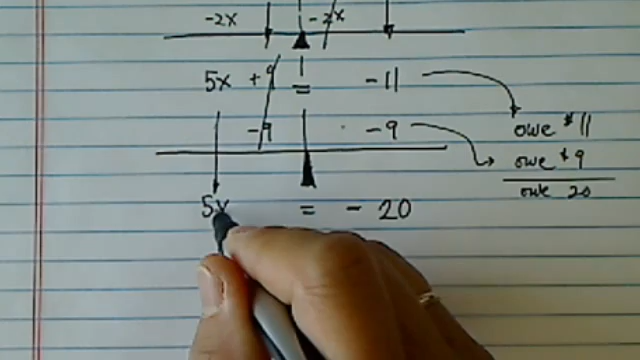 -2x - 2x
5x + 9 = -11
-9 - 9
owe $11
owe $9
owe 20
5x = - 20